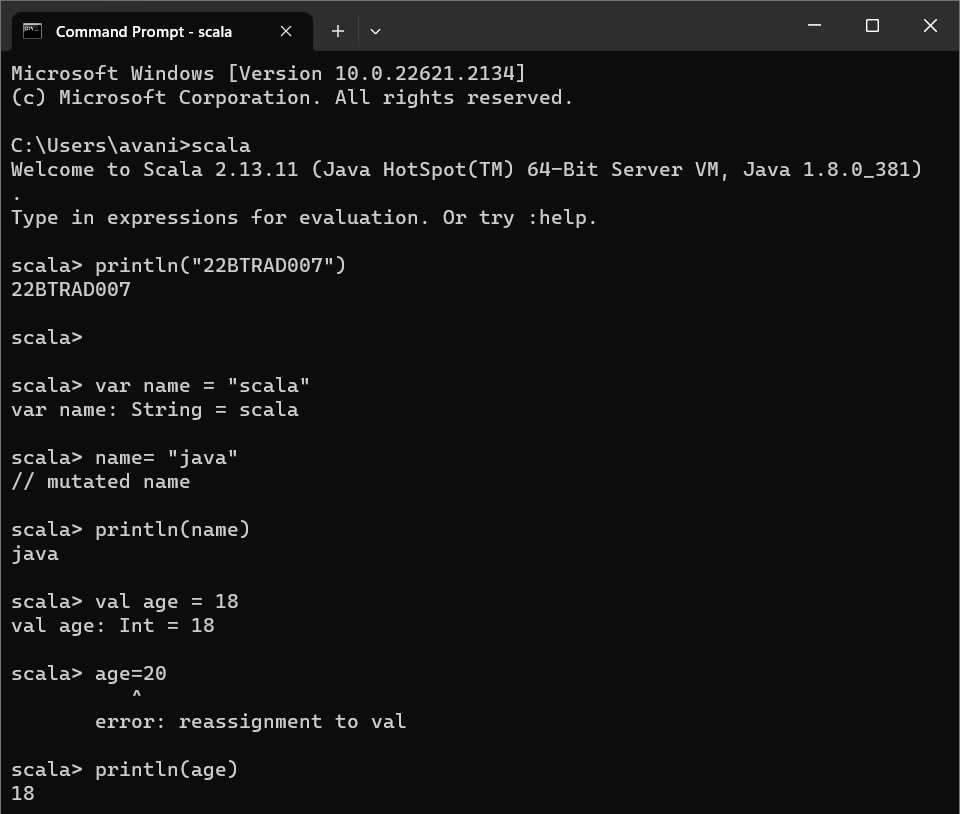 Command Prompt - scala
Microsoft Windows [Version 10.0.22621.2134]
(c) Microsoft Corporation. All rights reserved.
C:\Users\avani>scala
Welcome to Scala 2.13.11 (Java HotSpot(TM) 64-Bit Server VM, Java 1.8.0_381)
.
Type in expressions for evaluation. Or try :help.
scala> println("22BTRAD007")
22BTRAD007
scala>
scala> var name = "scala"
var name: String = scala
scala> name= "java"
// mutated name
scala> println(name)
java
scala> val age = 18
val age: Int = 18
scala> age=20
          ^
       error: reassignment to val
scala> println(age)
18